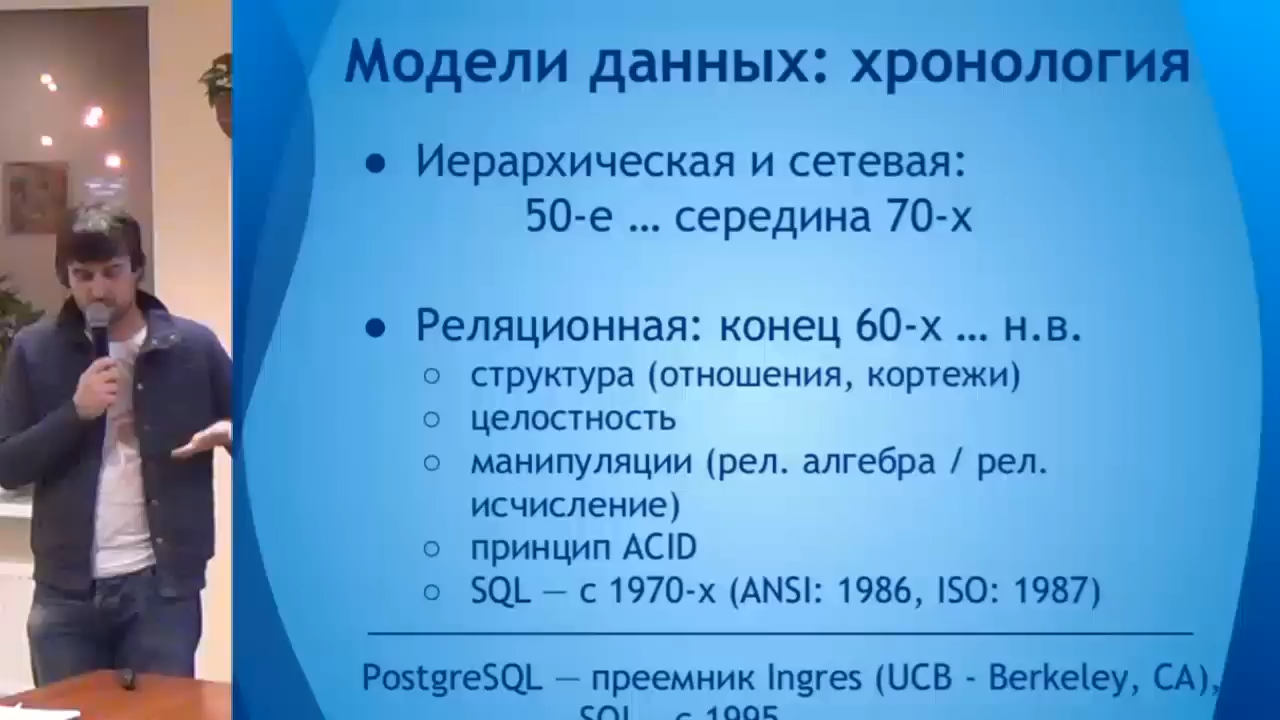 Модели данных: хронология
● Иерархическая и сетевая:
50-е … середина 70-х
● Реляционная: конец 60-х … н.в.
○ структура (отношения, кортежи)
○ целостность
○ манипуляции (рел. алгебра / рел.
исчисление)
○ принцип ACID
○ SQL — с 1970-х (ANSI: 1986, ISO: 1987)
PostgreSQL — преемник Ingres (UCB - Berkeley, CA),
SQL - с 1995